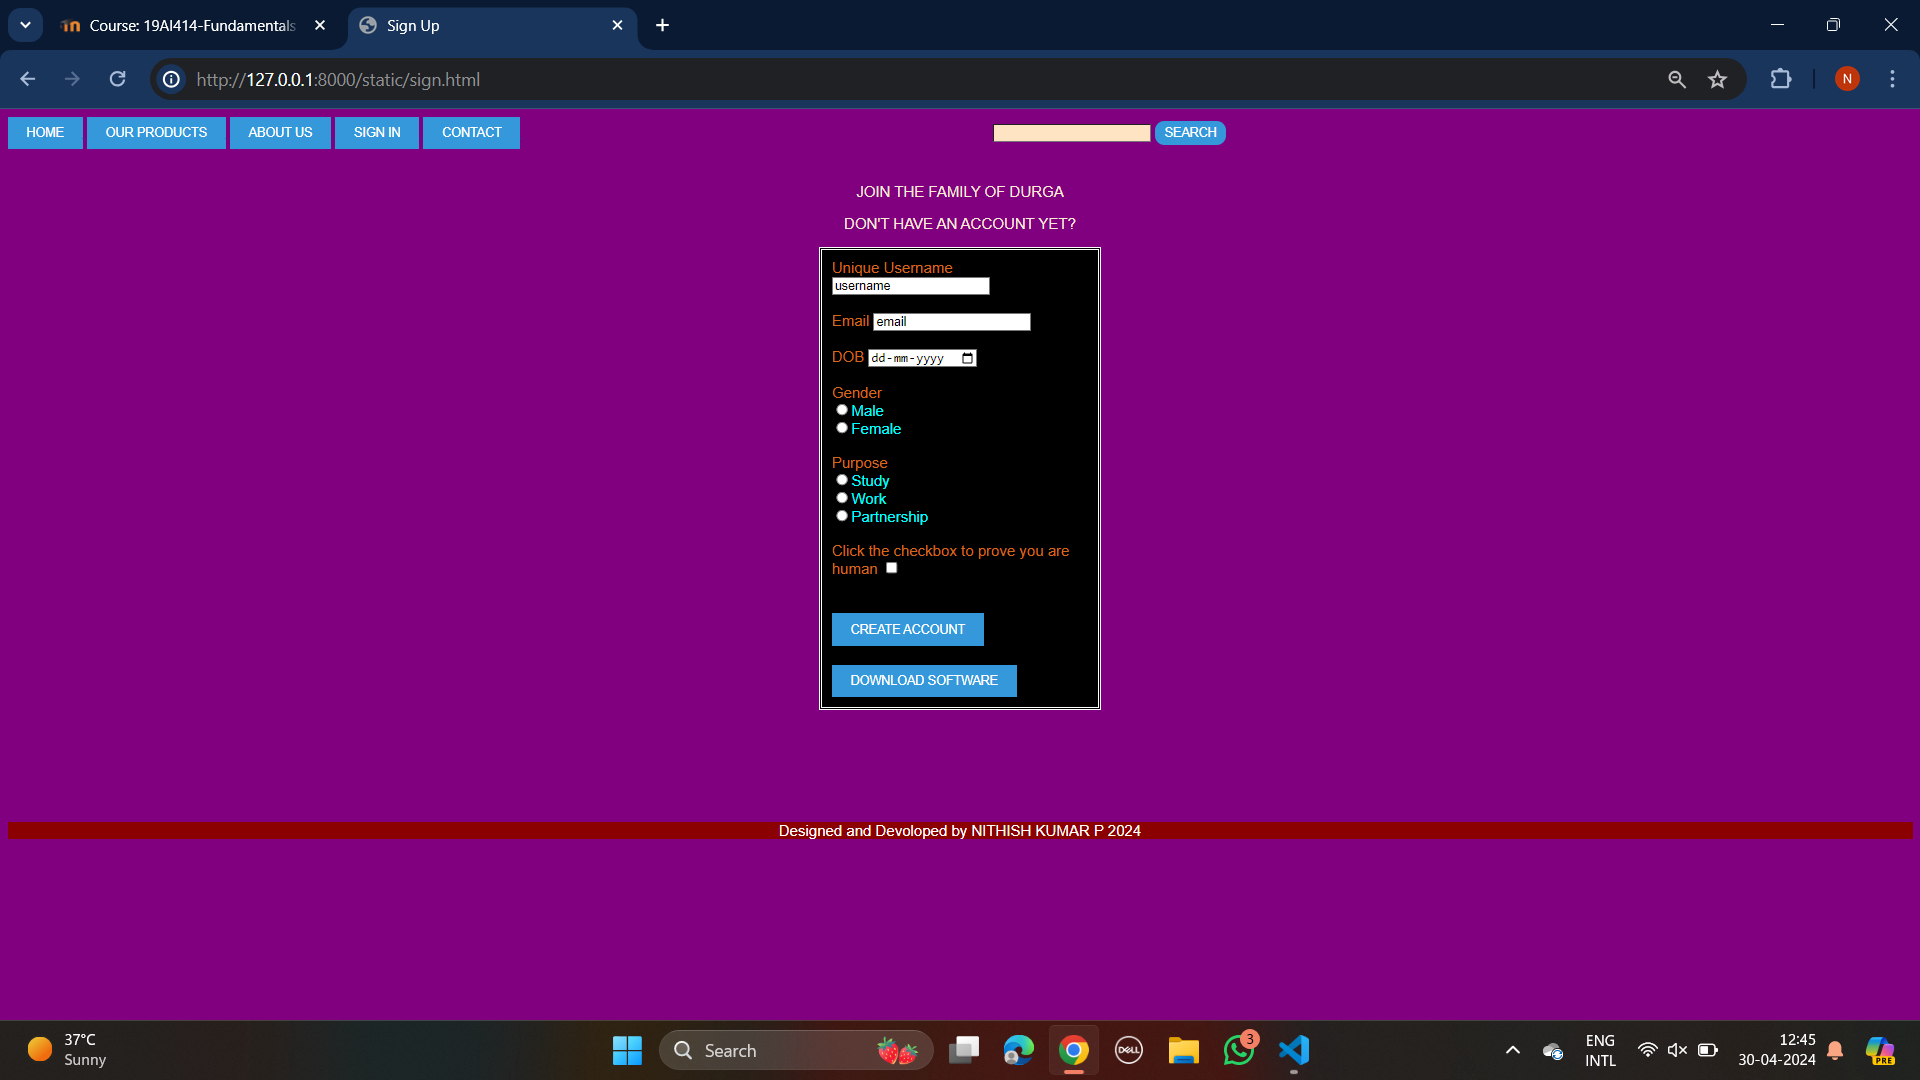 Course: 19AI414-Fundamentals
Sign Up
http://127.0.0.1:8000/static/sign.html
N
HOME
OUR PRODUCTS
ABOUT US
SIGN IN
CONTACT
SEARCH
JOIN THE FAMILY OF DURGA
DON'T HAVE AN ACCOUNT YET?
Unique Username
username
Email email
DOB dd-mm-yyyy
Gender
Male
Female
Purpose
Study
Work
Partnership
Click the checkbox to prove you are
human
CREATE ACCOUNT
DOWNLOAD SOFTWARE
Designed and Devoloped by NITHISH KUMAR P 2024
37°C
Sunny
Search
DELL
3
ENG
INTL
12:45
30-04-2024
PRE